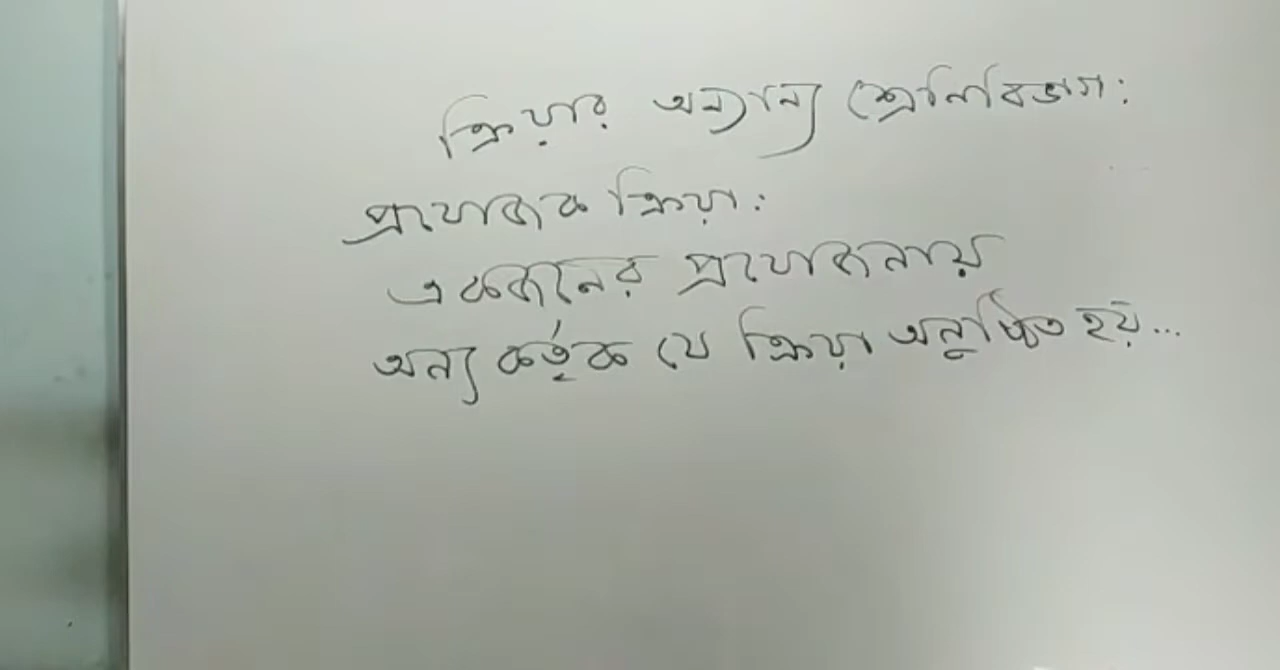 ক্রিয়ার অন্যান্য শ্রেনিবিভাগ:
প্রযোজক ক্রিয়া:
একজনের প্রযোজনায়
অন্য কর্তৃক যে ক্রিয়া অনুষ্ঠিত হয়...